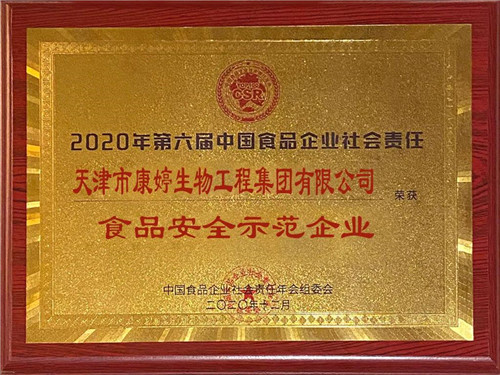 CSR
2020年第六届中国食品企业社会责任
天津市康婷生物工程集团有限公司 荣获
食品安全示范企业
中国食品企业社会责任年会组委会
二〇二〇年十二月